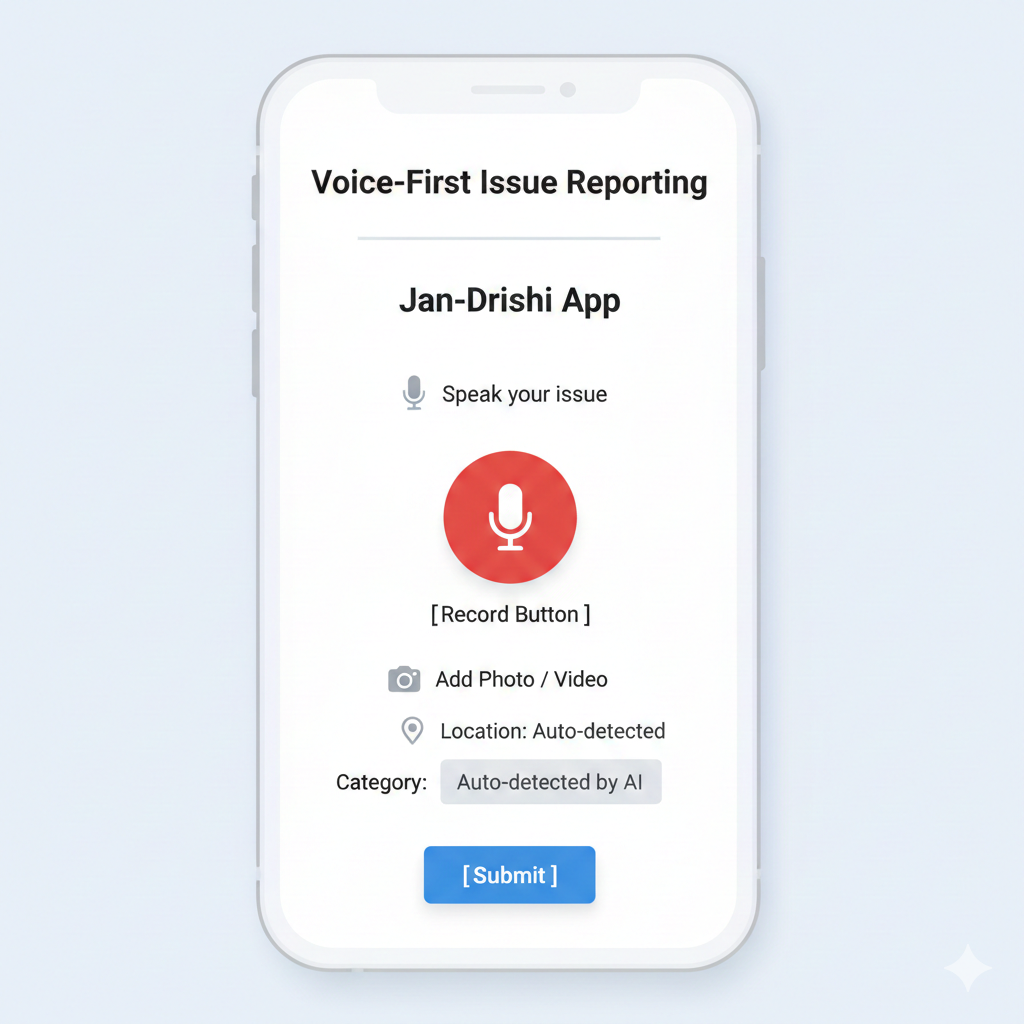 Voice-First Issue Reporting
Jan-Drishi App
Speak your issue
[Record Button]
Add Photo / Video
Location: Auto-detected
Category: Auto-detected by AI
[Submit]